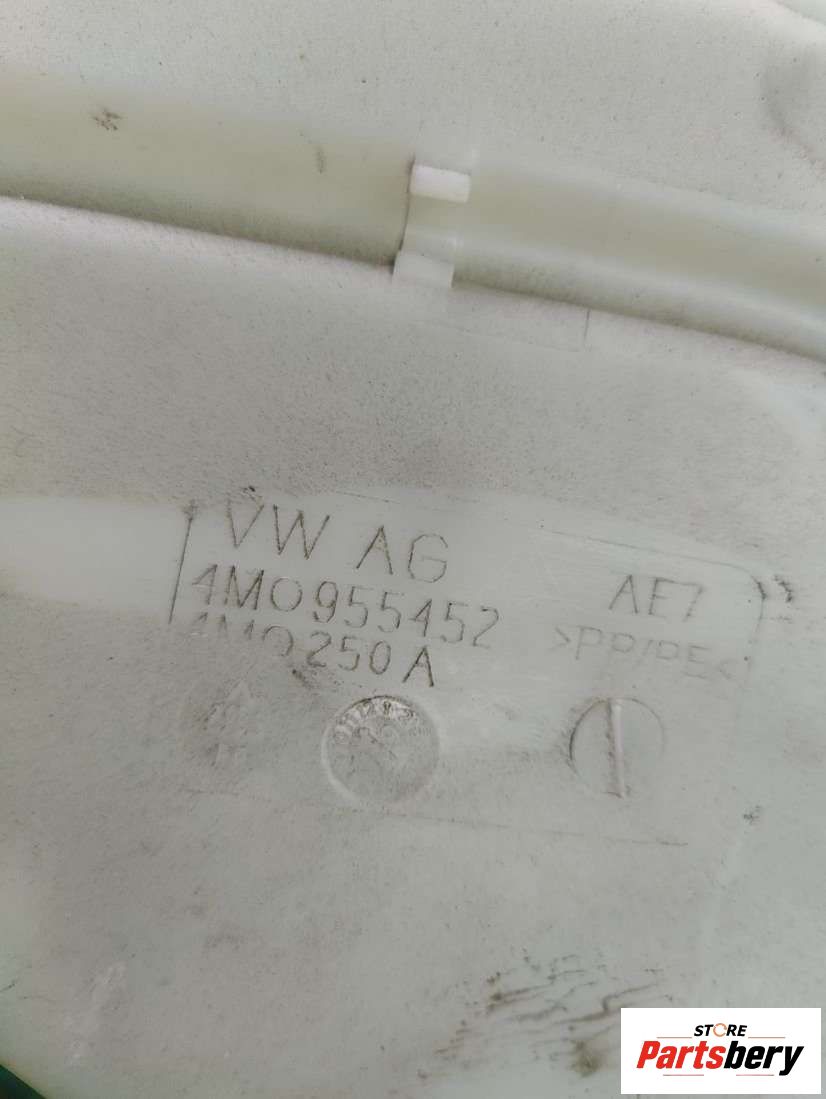 VW AG
4M0955452
4M0250A
AE7
>PP/PE<
STORE
Partsbery